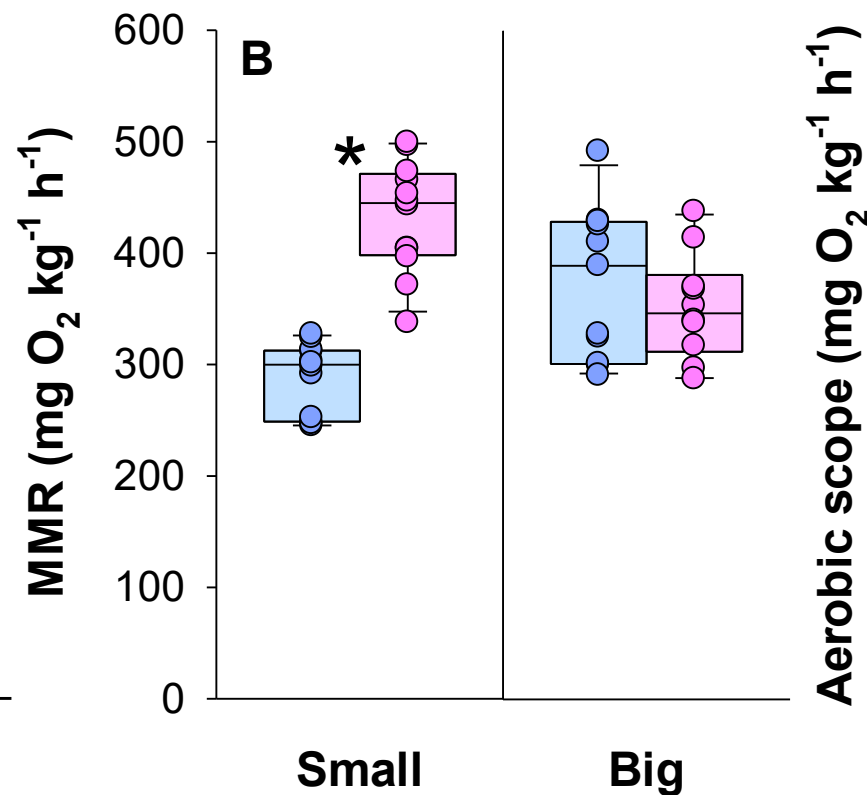 B
*
MMR (mg O₂ kg⁻¹ h⁻¹)
600
500
400
300
200
100
0
Small
Big
Aerobic scope (mg O₂ kg⁻¹ h⁻¹)